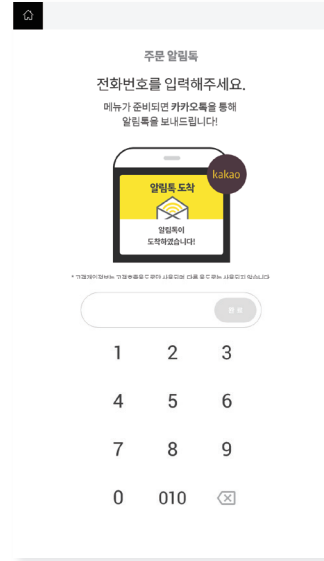 주문 알림톡
전화번호를 입력해주세요.
메뉴가 준비되면 카카오톡을 통해
알림톡을 보내드립니다!
알림톡 도착
kakao
알림톡이
도착하였습니다!
1 2 3
4 5 6
7 8 9
0 010